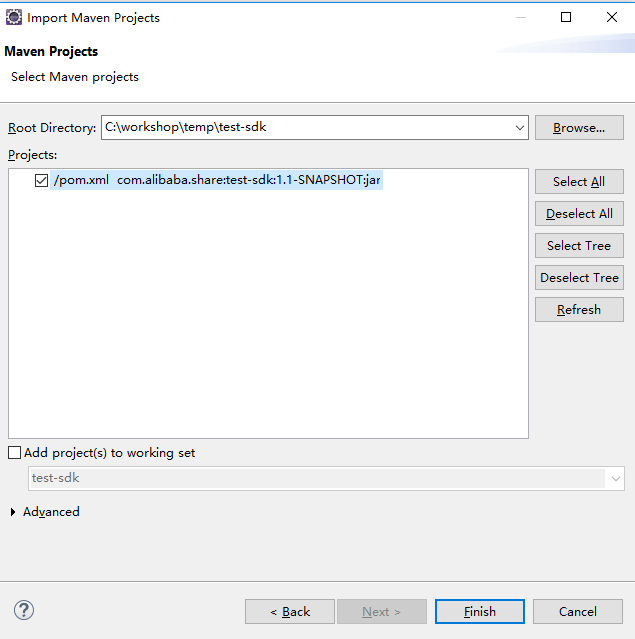 Import Maven Projects
Maven Projects
Select Maven projects
Root Directory: C:\workshop\temp\test-sdk Browse...
Projects:
/pom.xml com.alibaba.share:test-sdk:1.1-SNAPSHOT:jar
Select All
Deselect All
Select Tree
Deselect Tree
Refresh
Add project(s) to working set
test-sdk
Advanced
? < Back Next > Finish Cancel